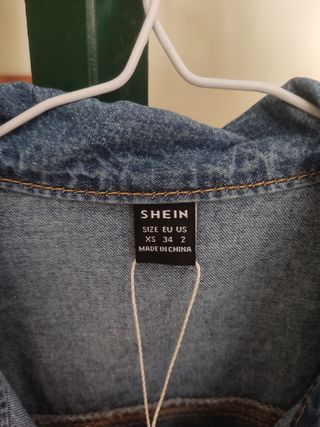 SHEIN
SIZE EU US
XS 34 2
MADE IN CHINA